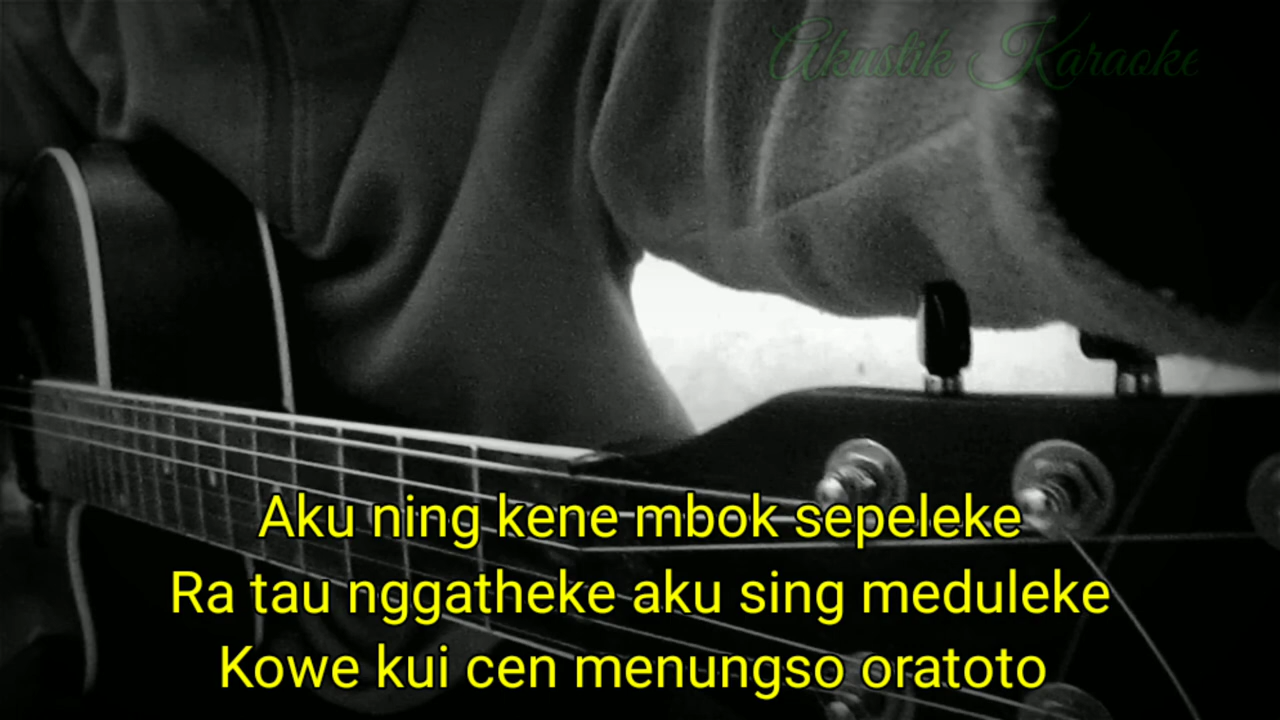 Akustik Karaoke
Aku ning kene mbok sepeleke
Ra tau nggatheke aku sing meduleke
Kowe kui cen menungso oratoto